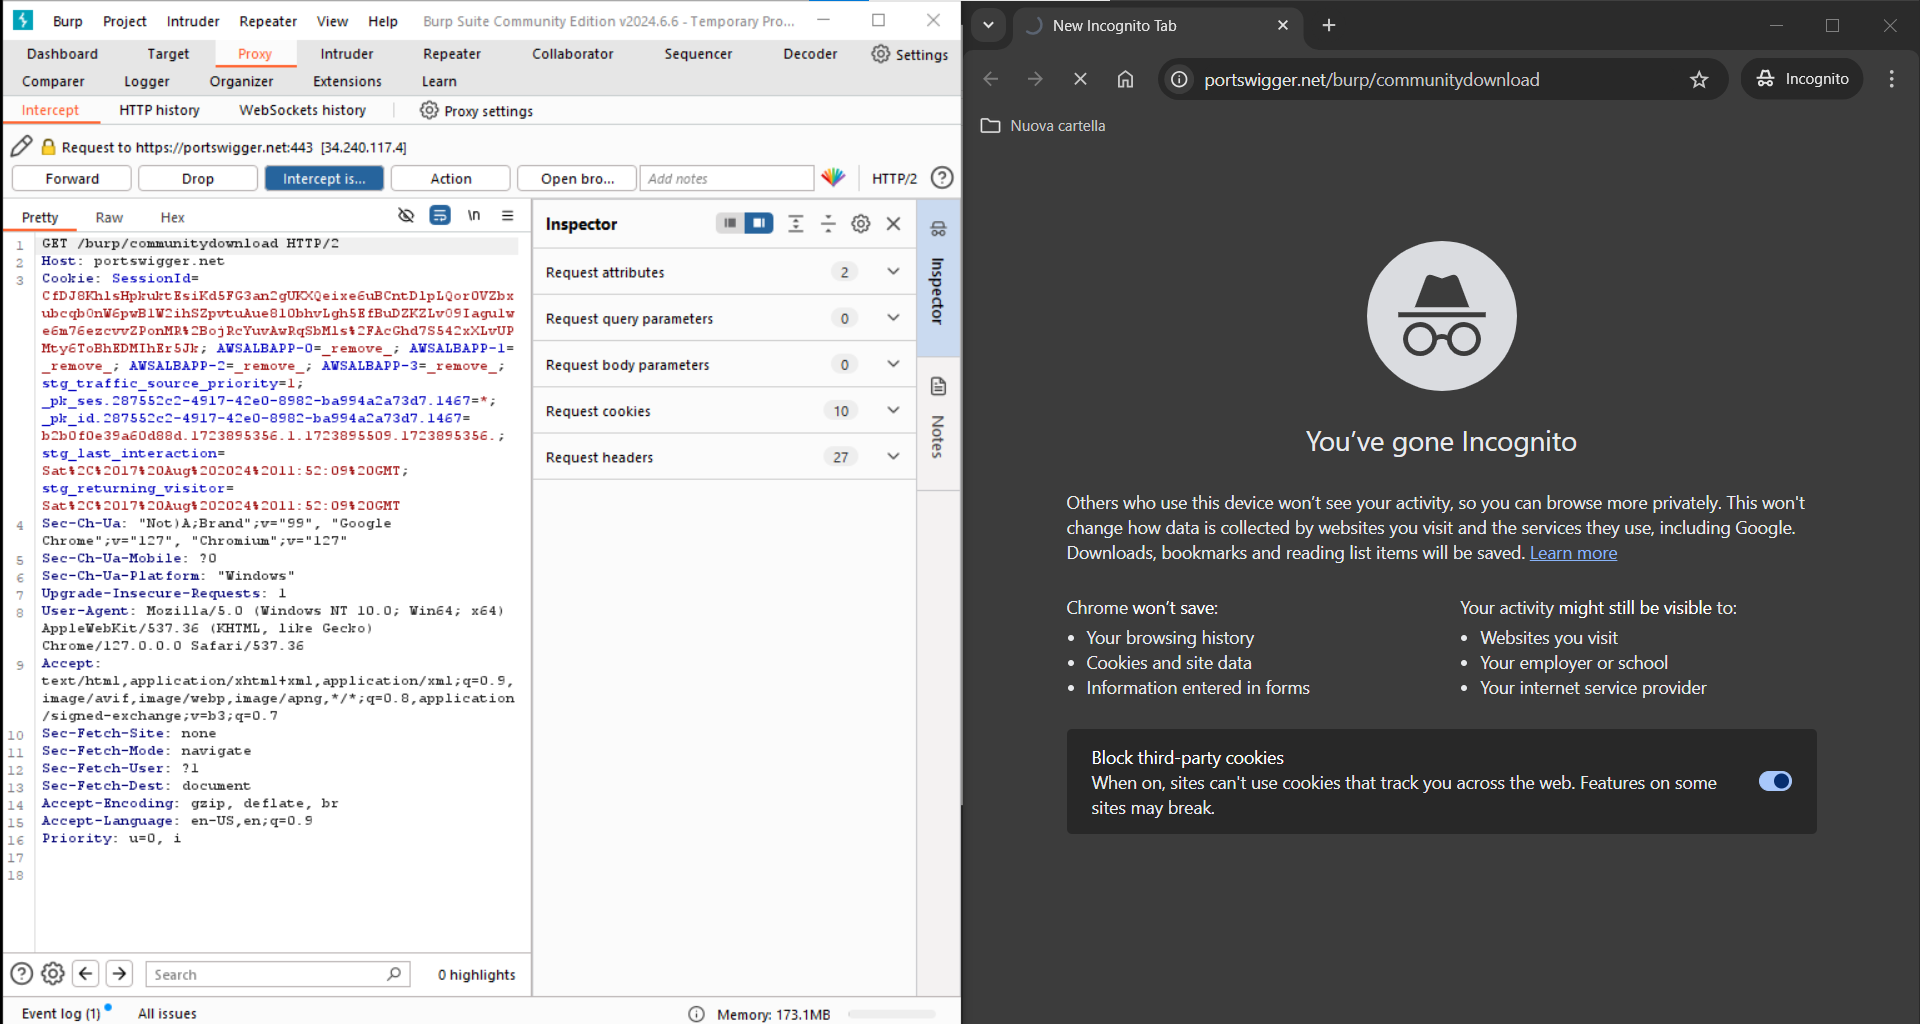 Burp Project Intruder Repeater View Help Burp Suite Community Edition v2024.6.6 - Temporary Pro...
Dashboard Target Proxy Intruder Repeater Collaborator Sequencer Decoder Settings
Comparer Logger Organizer Extensions Learn
Intercept HTTP history WebSockets history Proxy settings
Request to https://portswigger.net:443 [34.240.117.4]
Forward Drop Intercept is... Action Open bro... Add notes HTTP/2
Pretty Raw Hex \n
1 GET /burp/communitydownload HTTP/2
2 Host: portswigger.net
3 Cookie: SessionId=
_remove_; AWSALBAPP-2=_remove_; AWSALBAPP-3=_remove_;
stg_traffic_source_priority=1;
_pk_ses.287552c2-4917-42e0-8982-ba994a2a73d7.1467=*;
_pk_id.287552c2-4917-42e0-8982-ba994a2a73d7.1467=
b2b0f0e39a60d88d.1723895356.1.1723895509.1723895356.;
stg_last_interaction=
Sat%2C%2017%20Aug%202024%2011:52:09%20GMT;
stg_returning_visitor=
Sat%2C%2017%20Aug%202024%2011:52:09%20GMT
4 Sec-Ch-Ua: "Not)A;Brand";v="99", "Google
Chrome";v="127", "Chromium";v="127"
5 Sec-Ch-Ua-Mobile: ?0
6 Sec-Ch-Ua-Platform: "Windows"
7 Upgrade-Insecure-Requests: 1
8 User-Agent: Mozilla/5.0 (Windows NT 10.0; Win64; x64)
AppleWebKit/537.36 (KHTML, like Gecko)
Chrome/127.0.0.0 Safari/537.36
9 Accept:
text/html,application/xhtml+xml,application/xml;q=0.9,
image/avif,image/webp,image/apng,*/*;q=0.8,application
/signed-exchange;v=b3;q=0.7
10 Sec-Fetch-Site: none
11 Sec-Fetch-Mode: navigate
12 Sec-Fetch-User: ?1
13 Sec-Fetch-Dest: document
14 Accept-Encoding: gzip, deflate, br
15 Accept-Language: en-US,en;q=0.9
16 Priority: u=0, i
17
18
Search 0 highlights
Event log (1) All issues Memory: 173.1MB
Inspector
Request attributes 2
Request query parameters 0
Request body parameters 0
Request cookies 10
Request headers 27
Inspector
Notes
New Incognito Tab
portswigger.net/burp/communitydownload Incognito
Nuova cartella
You've gone Incognito
Others who use this device won't see your activity, so you can browse more privately. This won't
change how data is collected by websites you visit and the services they use, including Google.
Downloads, bookmarks and reading list items will be saved. Learn more
Chrome won't save:
• Your browsing history
• Cookies and site data
• Information entered in forms
Your activity might still be visible to:
• Websites you visit
• Your employer or school
• Your internet service provider
Block third-party cookies
When on, sites can't use cookies that track you across the web. Features on some
sites may break.